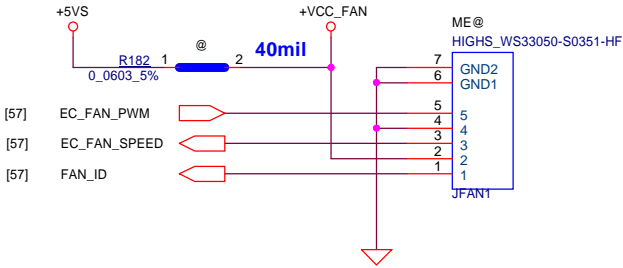 +5VS
+VCC_FAN
ME@
HIGHS_WS33050-S0351-HF
R182 1 @ 2 40mil
0_0603_5%
7 GND2
6 GND1
[57] EC_FAN_PWM 5 5
4 4
[57] EC_FAN_SPEED 3 3
2 2
[57] FAN_ID 1 1
JFAN1